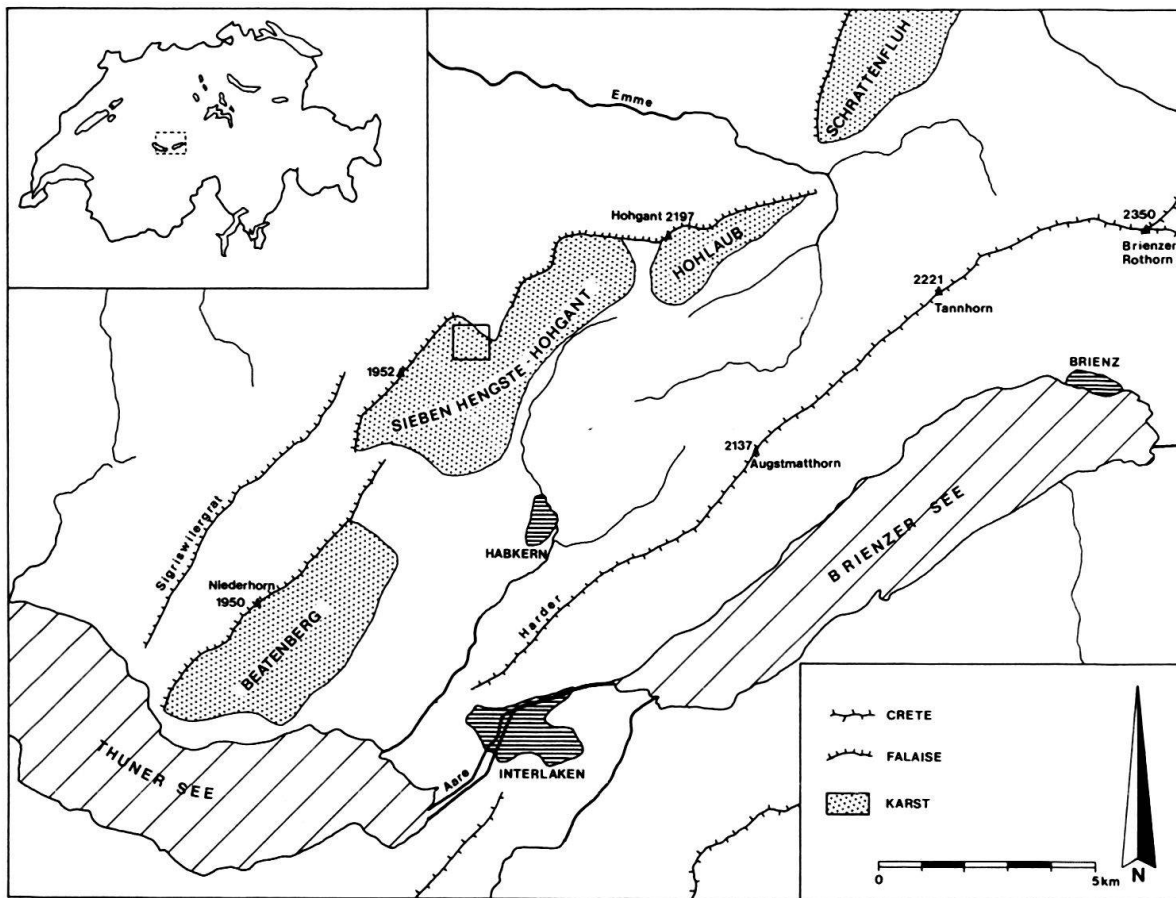 SCHRATTENFLUH
Emme
Hohgant 2197
HOHLAUB
2350
Brienzer
Rothorn
2221
Tannhorn
1952
SIEBEN HENGSTE - HOHGANT
BRIENZ
2137
Augstmatthorn
Sigriswilergrat
HABKERN
BRIENZER SEE
Niederhorn
1950
BEATENBERG
Harder
THUNER SEE
Aare
INTERLAKEN
CRETE
FALAISE
KARST
0
5km
N